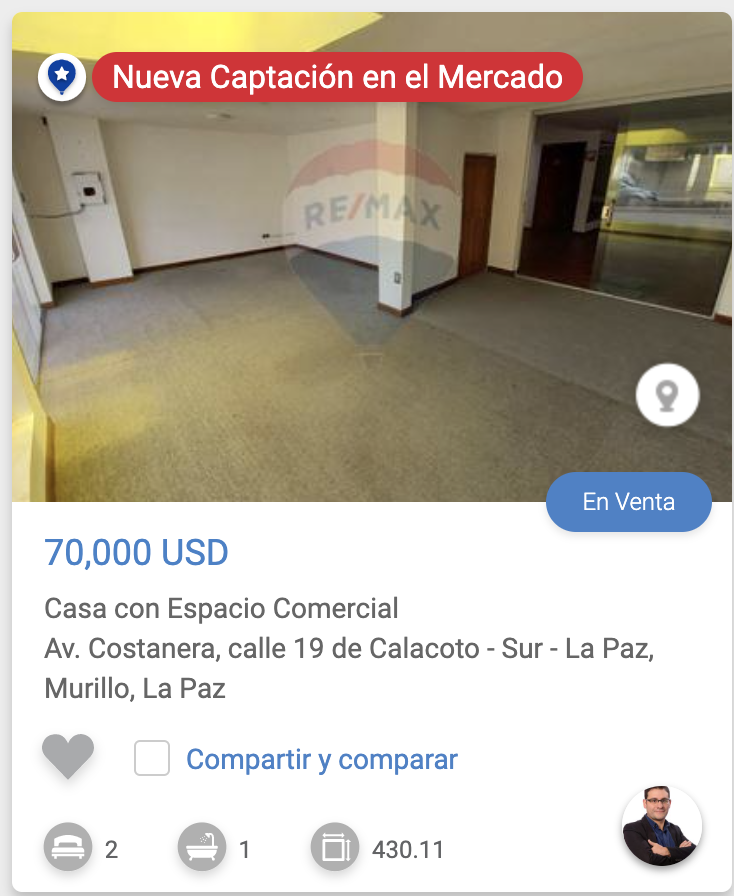 Nueva Captación en el Mercado
RE/MAX
En Venta
70,000 USD
Casa con Espacio Comercial
Av. Costanera, calle 19 de Calacoto - Sur - La Paz,
Murillo, La Paz
Compartir y comparar
2 1 430.11